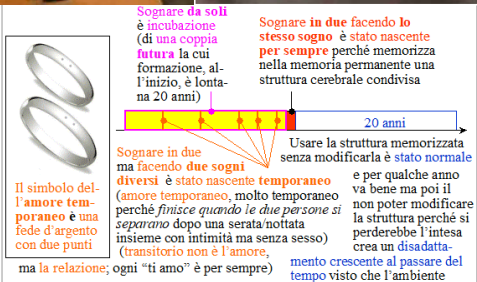 Sognare da soli
è incubazione
(di una coppia
futura la cui
formazione, al-
l'inizio, è lonta-
na 20 anni)
Sognare in due facendo lo
stesso sogno è stato nascente
per sempre perché memorizza
nella memoria permanente una
struttura cerebrale condivisa
20 anni
Sognare in due
ma facendo due sogni
diversi è stato nascente temporaneo
(amore temporaneo, molto temporaneo
perché finisce quando le due persone si
separano dopo una serata/nottata
insieme con intimità ma senza sesso)
(transitorio non è l'amore,
ma la relazione; ogni “ti amo” è per sempre)
Il simbolo del-
l'amore tem-
poraneo è una
fede d'argento
con due punti
Usare la struttura memorizzata
senza modificarla è stato normale
e per qualche anno
va bene ma poi il
non poter modificare
la struttura perché si
perderebbe l'intesa
crea un disadatta-
mento crescente al passare del
tempo visto che l'ambiente